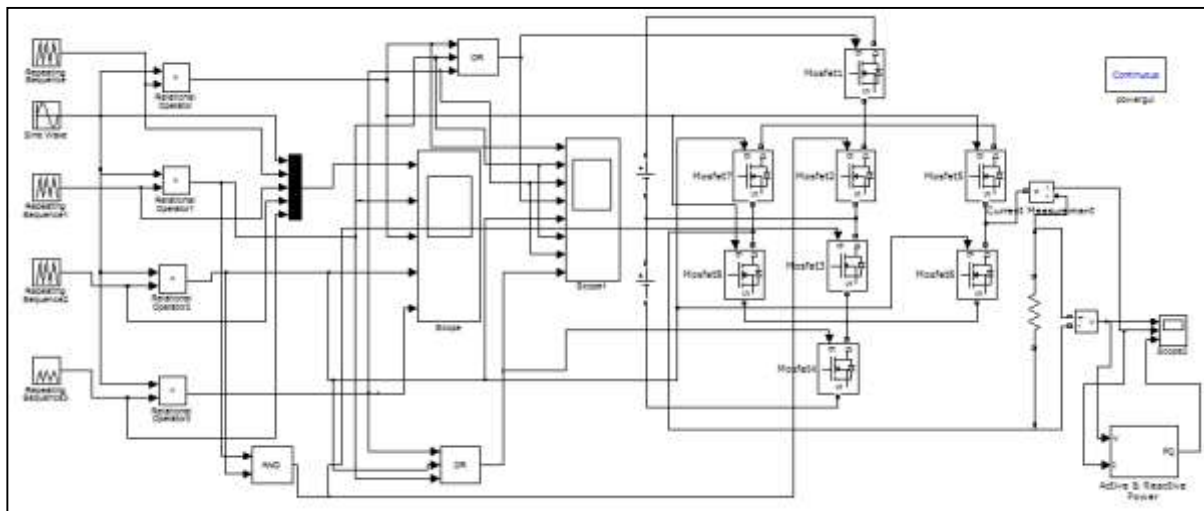 Repeating
Sequence
Sine Wave
Repeating
Sequence1
Repeating
Sequence2
Repeating
Sequence3
Relational
Operator
Relational
Operator1
Relational
Relational
AND
OR
OR
Scope
Scope1
Mosfet1
Mosfet7
Mosfet2
Mosfet5
Mosfet8
Mosfet3
Mosfet6
Mosfet4
Continuous
powergui
Current Measurement
Scope2
V
I
PQ
Active & Reactive
Power